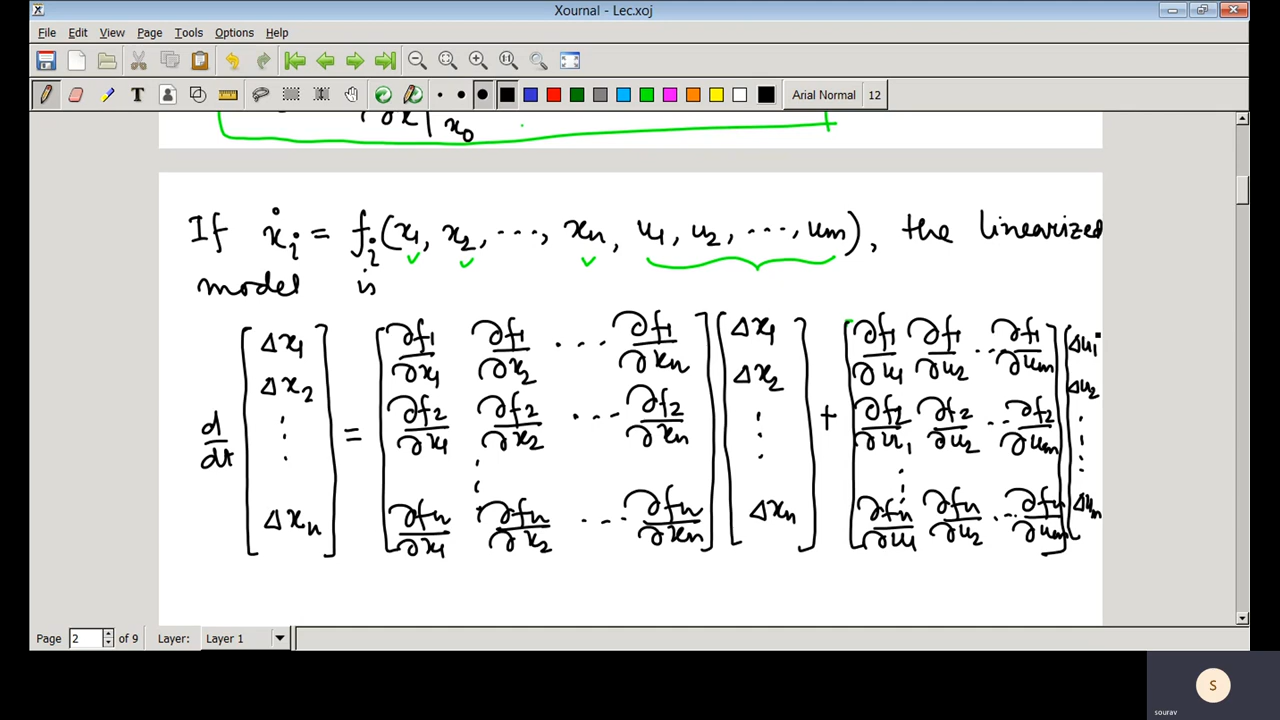 Xournal - Lec.xoj
File Edit View Page Tools Options Help
Arial Normal 12
∂x | x₀
If ẋᵢ = fᵢ(x₁, x₂, ⋯, xₙ, u₁, u₂, ⋯, uₘ), the linearized
model is
d/dt [Δx₁ Δx₂ ⋮ Δxₙ] = [∂f₁/∂x₁ ∂f₁/∂x₂ ⋯ ∂f₁/∂xₙ; ∂f₂/∂x₁ ∂f₂/∂x₂ ⋯ ∂f₂/∂xₙ; ⋮ ∂fₙ/∂x₁ ∂fₙ/∂x₂ ⋯ ∂fₙ/∂xₙ] [Δx₁ Δx₂ ⋮ Δxₙ] + [∂f₁/∂u₁ ∂f₁/∂u₂ ⋯ ∂f₁/∂uₘ; ∂f₂/∂u₁ ∂f₂/∂u₂ ⋯ ∂f₂/∂uₘ; ⋮ ∂fₙ/∂u₁ ∂fₙ/∂u₂ ⋯ ∂fₙ/∂uₘ] [Δu₁ Δu₂ ⋮ Δuₘ
Page 2 of 9 Layer: Layer 1
S
sourav